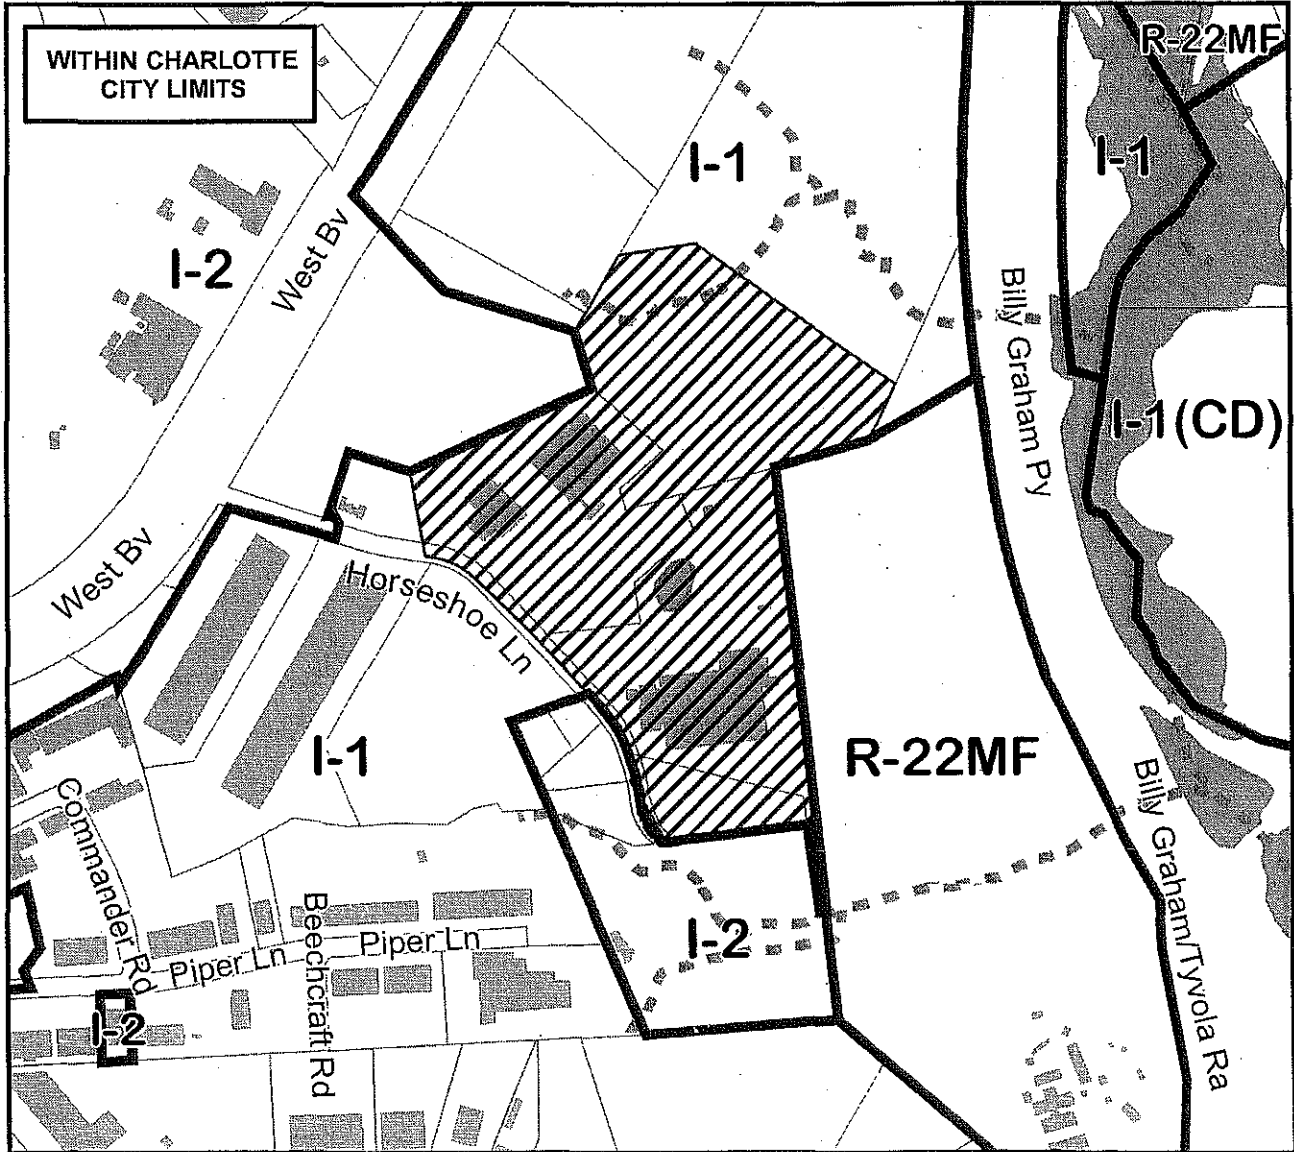 WITHIN CHARLOTTE
CITY LIMITS
R-22MF
I-1
I-1
I-2
West Bv
Billy Graham Py
I-1(CD)
West Bv
Horseshoe Ln
I-1
R-22MF
Commander Rd
Billy Graham/Tyvola Ra
Beechcraft Rd
Piper Ln
Piper Ln
I-2
I-2